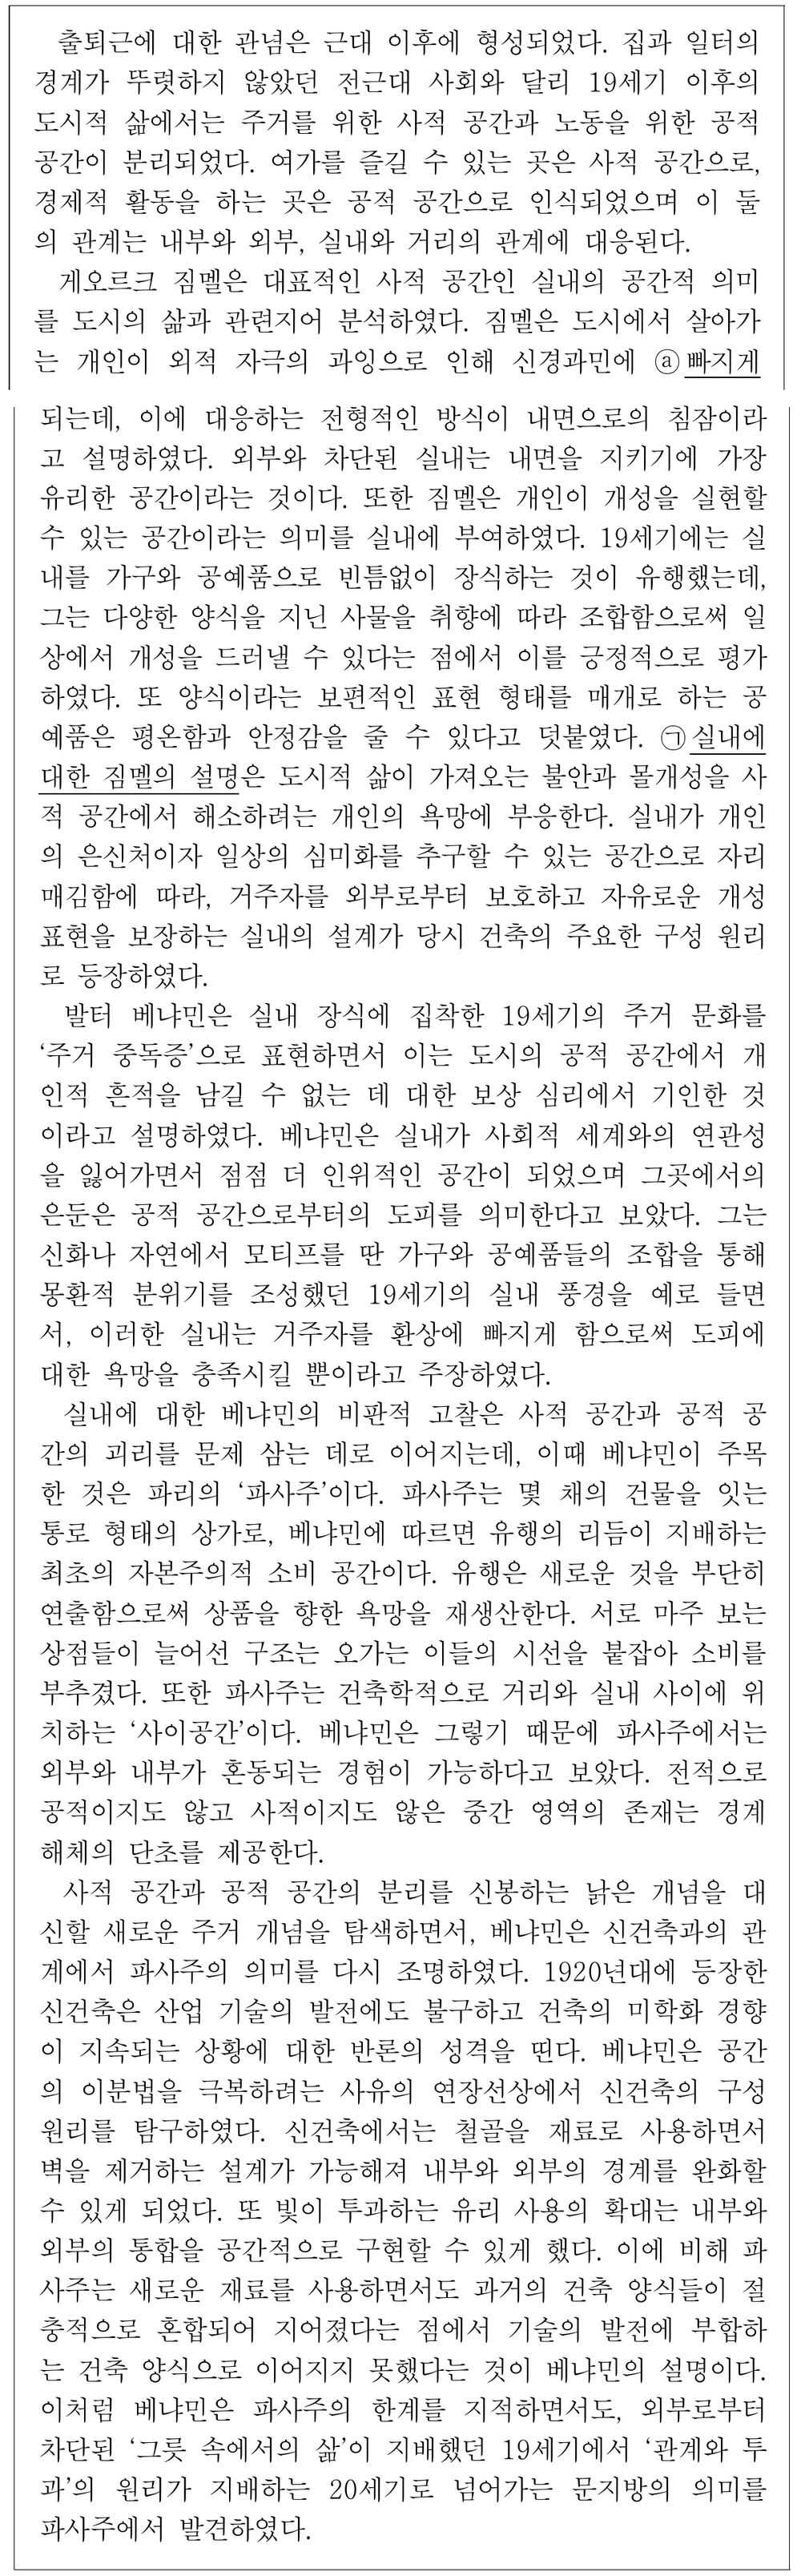 출퇴근에 대한 관념은 근대 이후에 형성되었다. 집과 일터의
경계가 뚜렷하지 않았던 전근대 사회와 달리 19세기 이후의
도시적 삶에서는 주거를 위한 사적 공간과 노동을 위한 공적
공간이 분리되었다. 여가를 즐길 수 있는 곳은 사적 공간으로,
경제적 활동을 하는 곳은 공적 공간으로 인식되었으며 이 둘
의 관계는 내부와 외부, 실내와 거리의 관계에 대응된다.
게오르크 짐멜은 대표적인 사적 공간인 실내의 공간적 의미
를 도시의 삶과 관련지어 분석하였다. 짐멜은 도시에서 살아가
는 개인이 외적 자극의 과잉으로 인해 신경과민에 ⓐ빠지게
되는데, 이에 대응하는 전형적인 방식이 내면으로의 침잠이라
고 설명하였다. 외부와 차단된 실내는 내면을 지키기에 가장
유리한 공간이라는 것이다. 또한 짐멜은 개인이 개성을 실현할
수 있는 공간이라는 의미를 실내에 부여하였다. 19세기에는 실
내를 가구와 공예품으로 빈틈없이 장식하는 것이 유행했는데,
그는 다양한 양식을 지닌 사물을 취향에 따라 조합함으로써 일
상에서 개성을 드러낼 수 있다는 점에서 이를 긍정적으로 평가
하였다. 또 양식이라는 보편적인 표현 형태를 매개로 하는 공
예품은 평온함과 안정감을 줄 수 있다고 덧붙였다. ㉠실내에
대한 짐멜의 설명은 도시적 삶이 가져오는 불안과 몰개성을 사
적 공간에서 해소하려는 개인의 욕망에 부응한다. 실내가 개인
의 은신처이자 일상의 심미화를 추구할 수 있는 공간으로 자리
매김함에 따라, 거주자를 외부로부터 보호하고 자유로운 개성
표현을 보장하는 실내의 설계가 당시 건축의 주요한 구성 원리
로 등장하였다.
발터 베냐민은 실내 장식에 집착한 19세기의 주거 문화를
‘주거 중독증’으로 표현하면서 이는 도시의 공적 공간에서 개
인적 흔적을 남길 수 없는 데 대한 보상 심리에서 기인한 것
이라고 설명하였다. 베냐민은 실내가 사회적 세계와의 연관성
을 잃어가면서 점점 더 인위적인 공간이 되었으며 그곳에서의
은둔은 공적 공간으로부터의 도피를 의미한다고 보았다. 그는
신화나 자연에서 모티프를 딴 가구와 공예품들의 조합을 통해
몽환적 분위기를 조성했던 19세기의 실내 풍경을 예로 들면
서, 이러한 실내는 거주자를 환상에 빠지게 함으로써 도피에
대한 욕망을 충족시킬 뿐이라고 주장하였다.
실내에 대한 베냐민의 비판적 고찰은 사적 공간과 공적 공
간의 괴리를 문제 삼는 데로 이어지는데, 이때 베냐민이 주목
한 것은 파리의 ‘파사주’이다. 파사주는 몇 채의 건물을 잇는
통로 형태의 상가로, 베냐민에 따르면 유행의 리듬이 지배하는
최초의 자본주의적 소비 공간이다. 유행은 새로운 것을 부단히
연출함으로써 상품을 향한 욕망을 재생산한다. 서로 마주 보는
상점들이 늘어선 구조는 오가는 이들의 시선을 붙잡아 소비를
부추겼다. 또한 파사주는 건축학적으로 거리와 실내 사이에 위
치하는 ‘사이공간’이다. 베냐민은 그렇기 때문에 파사주에서는
외부와 내부가 혼동되는 경험이 가능하다고 보았다. 전적으로
공적이지도 않고 사적이지도 않은 중간 영역의 존재는 경계
해체의 단초를 제공한다.
사적 공간과 공적 공간의 분리를 신봉하는 낡은 개념을 대
신할 새로운 주거 개념을 탐색하면서, 베냐민은 신건축과의 관
계에서 파사주의 의미를 다시 조명하였다. 1920년대에 등장한
신건축은 산업 기술의 발전에도 불구하고 건축의 미학화 경향
이 지속되는 상황에 대한 반론의 성격을 띤다. 베냐민은 공간
의 이분법을 극복하려는 사유의 연장선상에서 신건축의 구성
원리를 탐구하였다. 신건축에서는 철골을 재료로 사용하면서
벽을 제거하는 설계가 가능해져 내부와 외부의 경계를 완화할
수 있게 되었다. 또 빛이 투과하는 유리 사용의 확대는 내부와
외부의 통합을 공간적으로 구현할 수 있게 했다. 이에 비해 파
사주는 새로운 재료를 사용하면서도 과거의 건축 양식들이 절
충적으로 혼합되어 지어졌다는 점에서 기술의 발전에 부합하
는 건축 양식으로 이어지지 못했다는 것이 베냐민의 설명이다.
이처럼 베냐민은 파사주의 한계를 지적하면서도, 외부로부터
차단된 ‘그릇 속에서의 삶’이 지배했던 19세기에서 ‘관계와 투
과’의 원리가 지배하는 20세기로 넘어가는 문지방의 의미를
파사주에서 발견하였다.